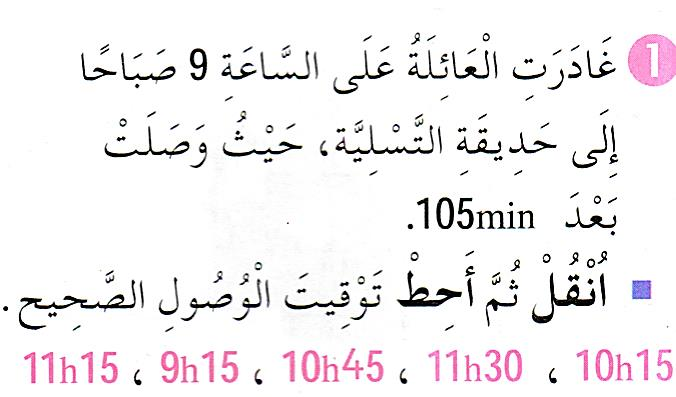 1 غَادَرَتِ الْعَائِلَةُ عَلَى السَّاعَةِ 9 صَبَاحًا
إِلَى حَدِيقَةِ التَّسْلِيَّة، حَيْثُ وَصَلَتْ
بَعْدَ 105min.
■ اُنْقُلْ ثُمَّ أَحِطْ تَوْقِيتَ الْوُصُولِ الصَّحِيح.
10h15 ، 11h30 ، 10h45 ، 9h15 ، 11h15